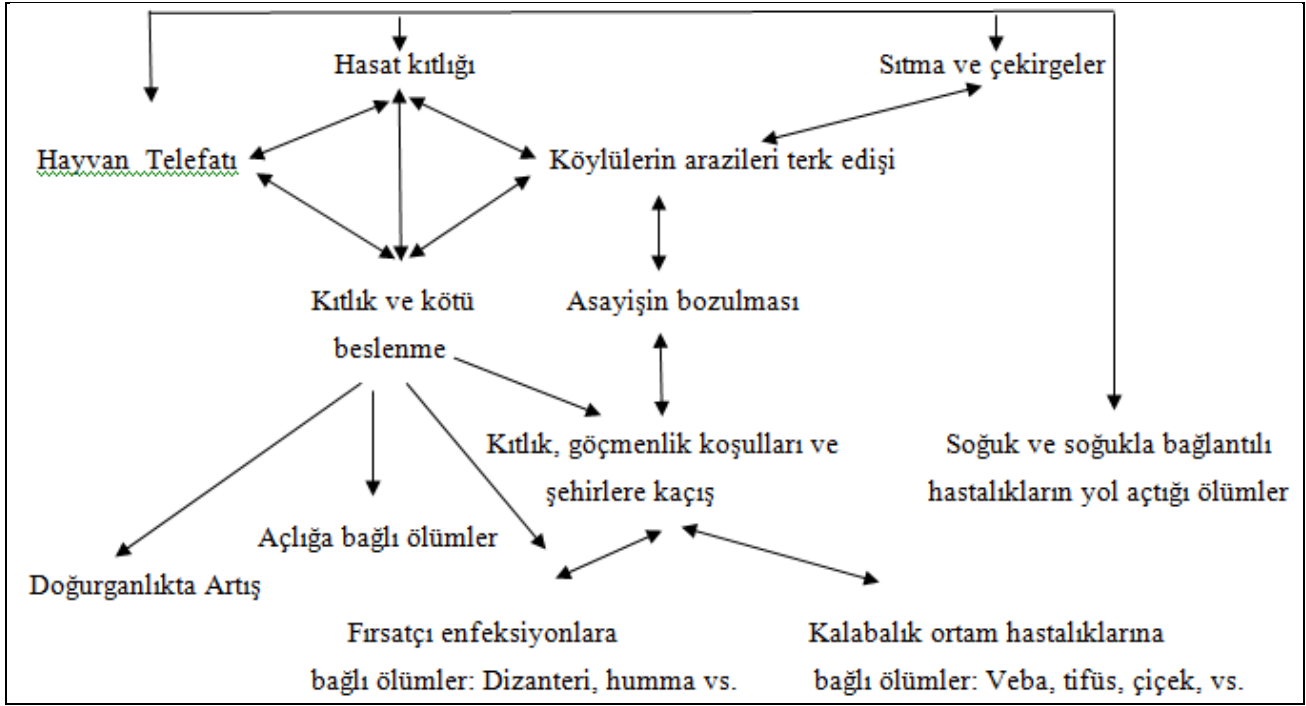 Hasat kıtlığı
Sıtma ve çekirgeler
Hayvan Telefatı
Köylülerin arazileri terk edişi
Kıtlık ve kötü
beslenme
Asayişin bozulması
Kıtlık, göçmenlik koşulları ve
şehirlere kaçış
Soğuk ve soğukla bağlantılı
hastalıkların yol açtığı ölümler
Açlığa bağlı ölümler
Doğurganlıkta Artış
Fırsatçı enfeksiyonlara
bağlı ölümler: Dizanteri, humma vs.
Kalabalık ortam hastalıklarına
bağlı ölümler: Veba, tifüs, çiçek, vs.